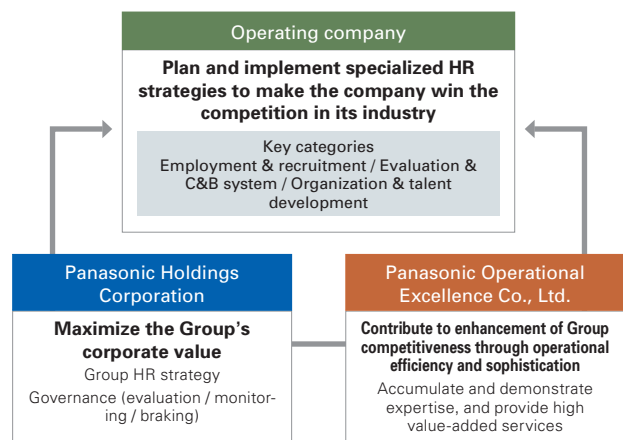 Operating company
Plan and implement specialized HR
strategies to make the company win the
competition in its industry
Key categories
Employment & recruitment / Evaluation &
C&B system / Organization & talent
development
Panasonic Holdings
Corporation
Maximize the Group's
corporate value
Group HR strategy
Governance (evaluation / monitor-
ing / braking)
Panasonic Operational
Excellence Co., Ltd.
Contribute to enhancement of Group
competitiveness through operational
efficiency and sophistication
Accumulate and demonstrate
expertise, and provide high
value-added services